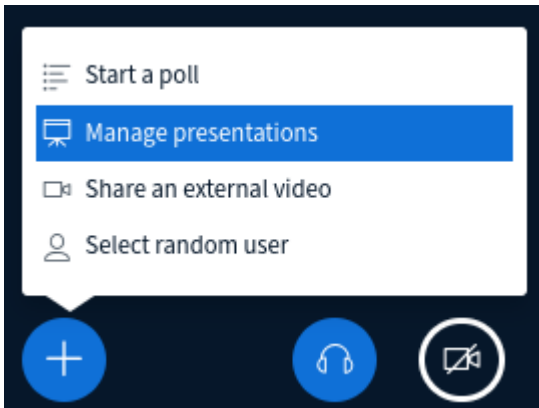 Start a poll
Manage presentations
Share an external video
Select random user